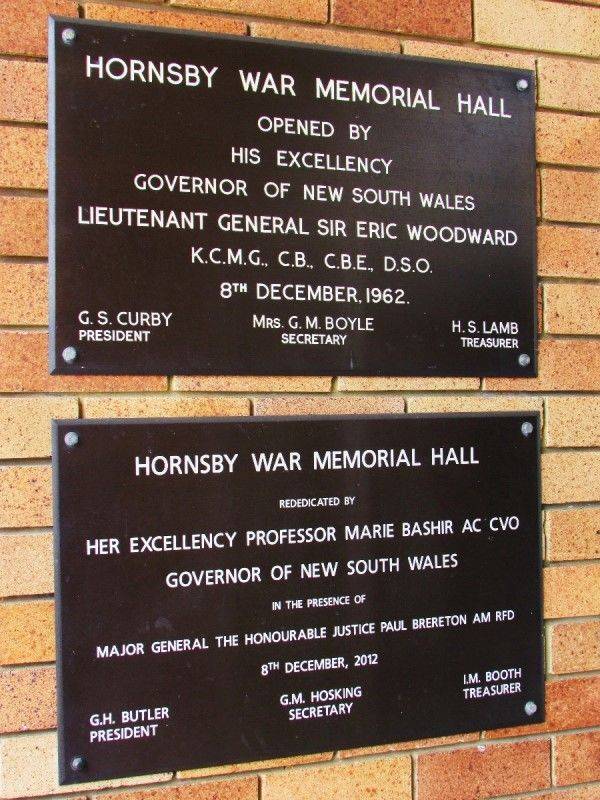 HORNSBY WAR MEMORIAL HALL
OPENED BY
HIS EXCELLENCY
GOVERNOR OF NEW SOUTH WALES
LIEUTENANT GENERAL SIR ERIC WOODWARD
K.C.M.G., C.B., C.B.E., D.S.O.
8TH DECEMBER, 1962.
G. S. CURBY MRS. G. M. BOYLE H. S. LAMB
PRESIDENT SECRETARY TREASURER
HORNSBY WAR MEMORIAL HALL
REDEDICATED BY
HER EXCELLENCY PROFESSOR MARIE BASHIR AC CVO
GOVERNOR OF NEW SOUTH WALES
IN THE PRESENCE OF
MAJOR GENERAL THE HONOURABLE JUSTICE PAUL BRERETON AM RFD
8TH DECEMBER, 2012
G.H. BUTLER G.M. HOSKING I.M. BOOTH
PRESIDENT SECRETARY TREASURER